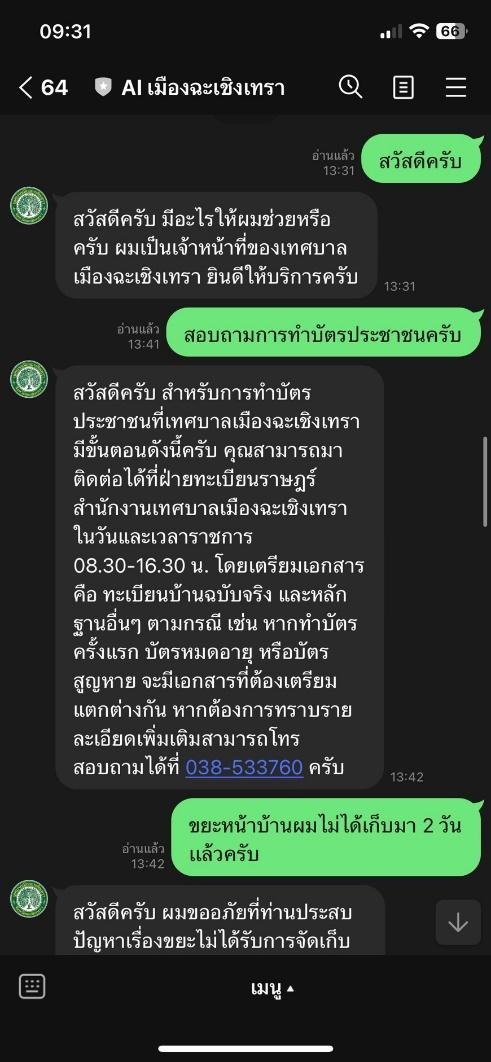 09:31
66
64
AI เมืองฉะเชิงเทรา
อ่านแล้ว
13:31
สวัสดีครับ
สวัสดีครับ มีอะไรให้ผมช่วยหรือ
ครับ ผมเป็นเจ้าหน้าที่ของเทศบาล
เมืองฉะเชิงเทรา ยินดีให้บริการครับ
13:31
อ่านแล้ว
13:41
สอบถามการทำบัตรประชาชนครับ
สวัสดีครับ สำหรับการทำบัตร
ประชาชนที่เทศบาลเมืองฉะเชิงเทรา
มีขั้นตอนดังนี้ครับ คุณสามารถมา
ติดต่อได้ที่ฝ่ายทะเบียนราษฎร์
สำนักงานเทศบาลเมืองฉะเชิงเทรา
ในวันและเวลาราชการ
08.30-16.30 น. โดยเตรียมเอกสาร
คือ ทะเบียนบ้านฉบับจริง และหลัก
ฐานอื่นๆ ตามกรณี เช่น หากทำบัตร
ครั้งแรก บัตรหมดอายุ หรือบัตร
สูญหาย จะมีเอกสารที่ต้องเตรียม
แตกต่างกัน หากต้องการทราบราย
ละเอียดเพิ่มเติมสามารถโทร
สอบถามได้ที่ 038-533760 ครับ
13:42
อ่านแล้ว
13:42
ขยะหน้าบ้านผมไม่ได้เก็บมา 2 วัน
แล้วครับ
สวัสดีครับ ผมขออภัยที่ท่านประสบ
ปัญหาเรื่องขยะไม่ได้รับการจัดเก็บ
เมนู